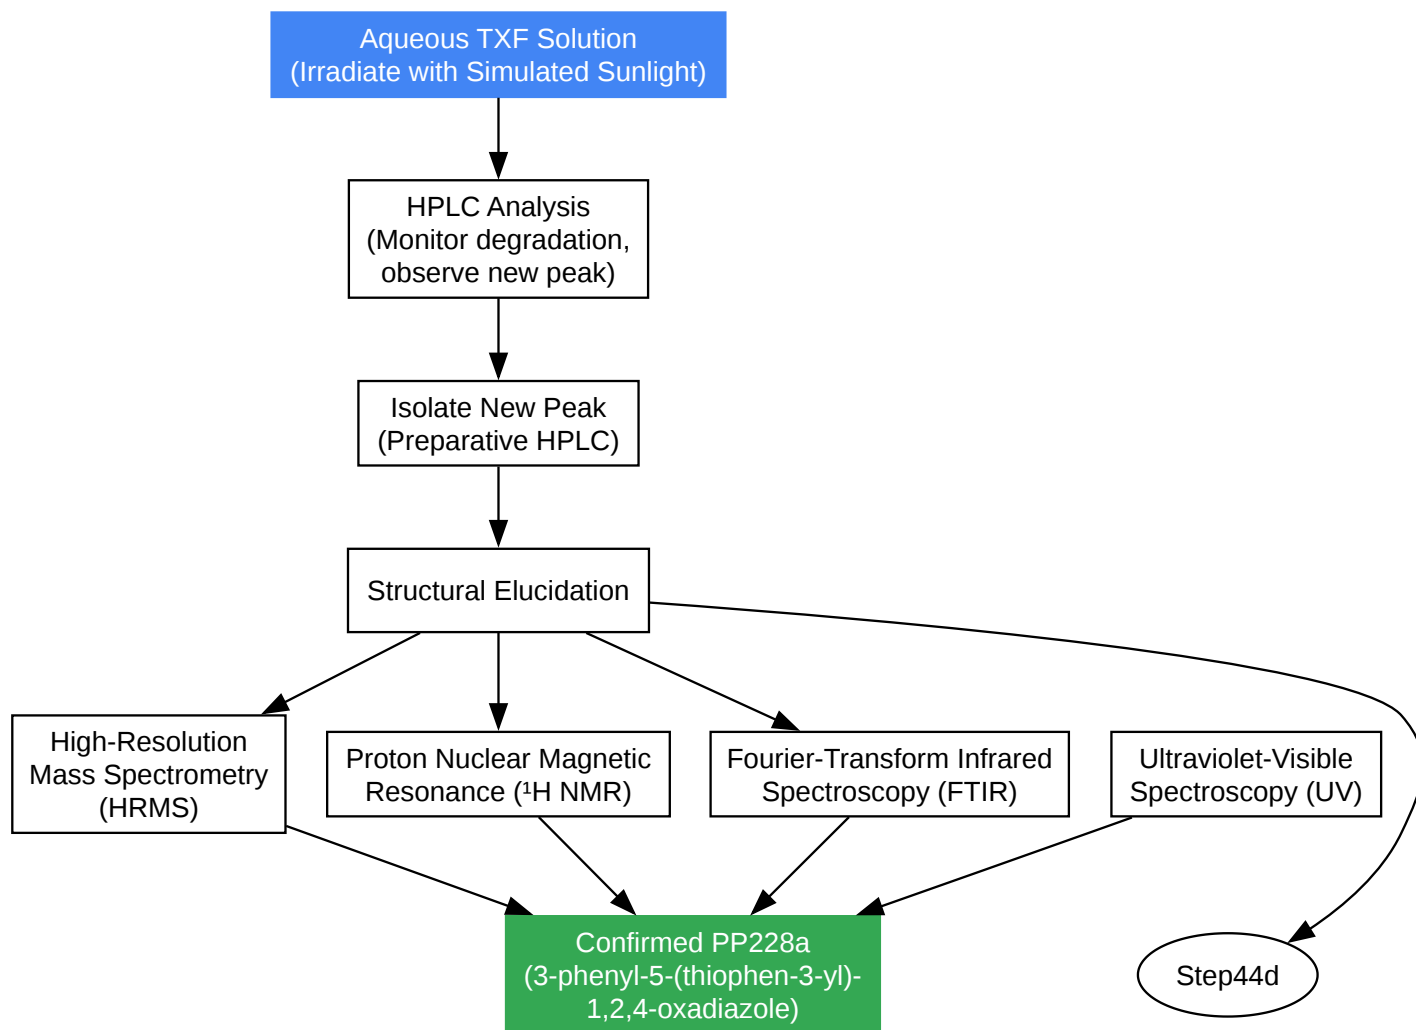 Aqueous TXF Solution
(Irradiate with Simulated Sunlight)
HPLC Analysis
(Monitor degradation,
observe new peak)
Isolate New Peak
(Preparative HPLC)
Structural Elucidation
High-Resolution
Mass Spectrometry
(HRMS)
Proton Nuclear Magnetic
Resonance (¹H NMR)
Fourier-Transform Infrared
Spectroscopy (FTIR)
Ultraviolet-Visible
Spectroscopy (UV)
Confirmed PP228a
(3-phenyl-5-(thiophen-3-yl)-
1,2,4-oxadiazole)
Step44d